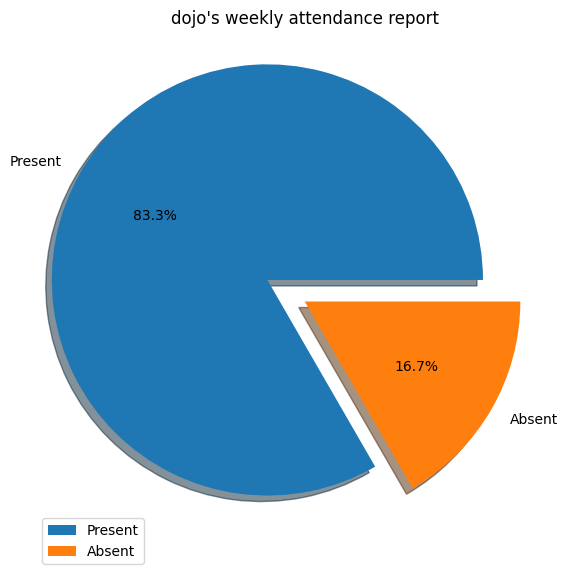 dojo's weekly attendance report
Present
83.3%
16.7%
Absent
Present
Absent